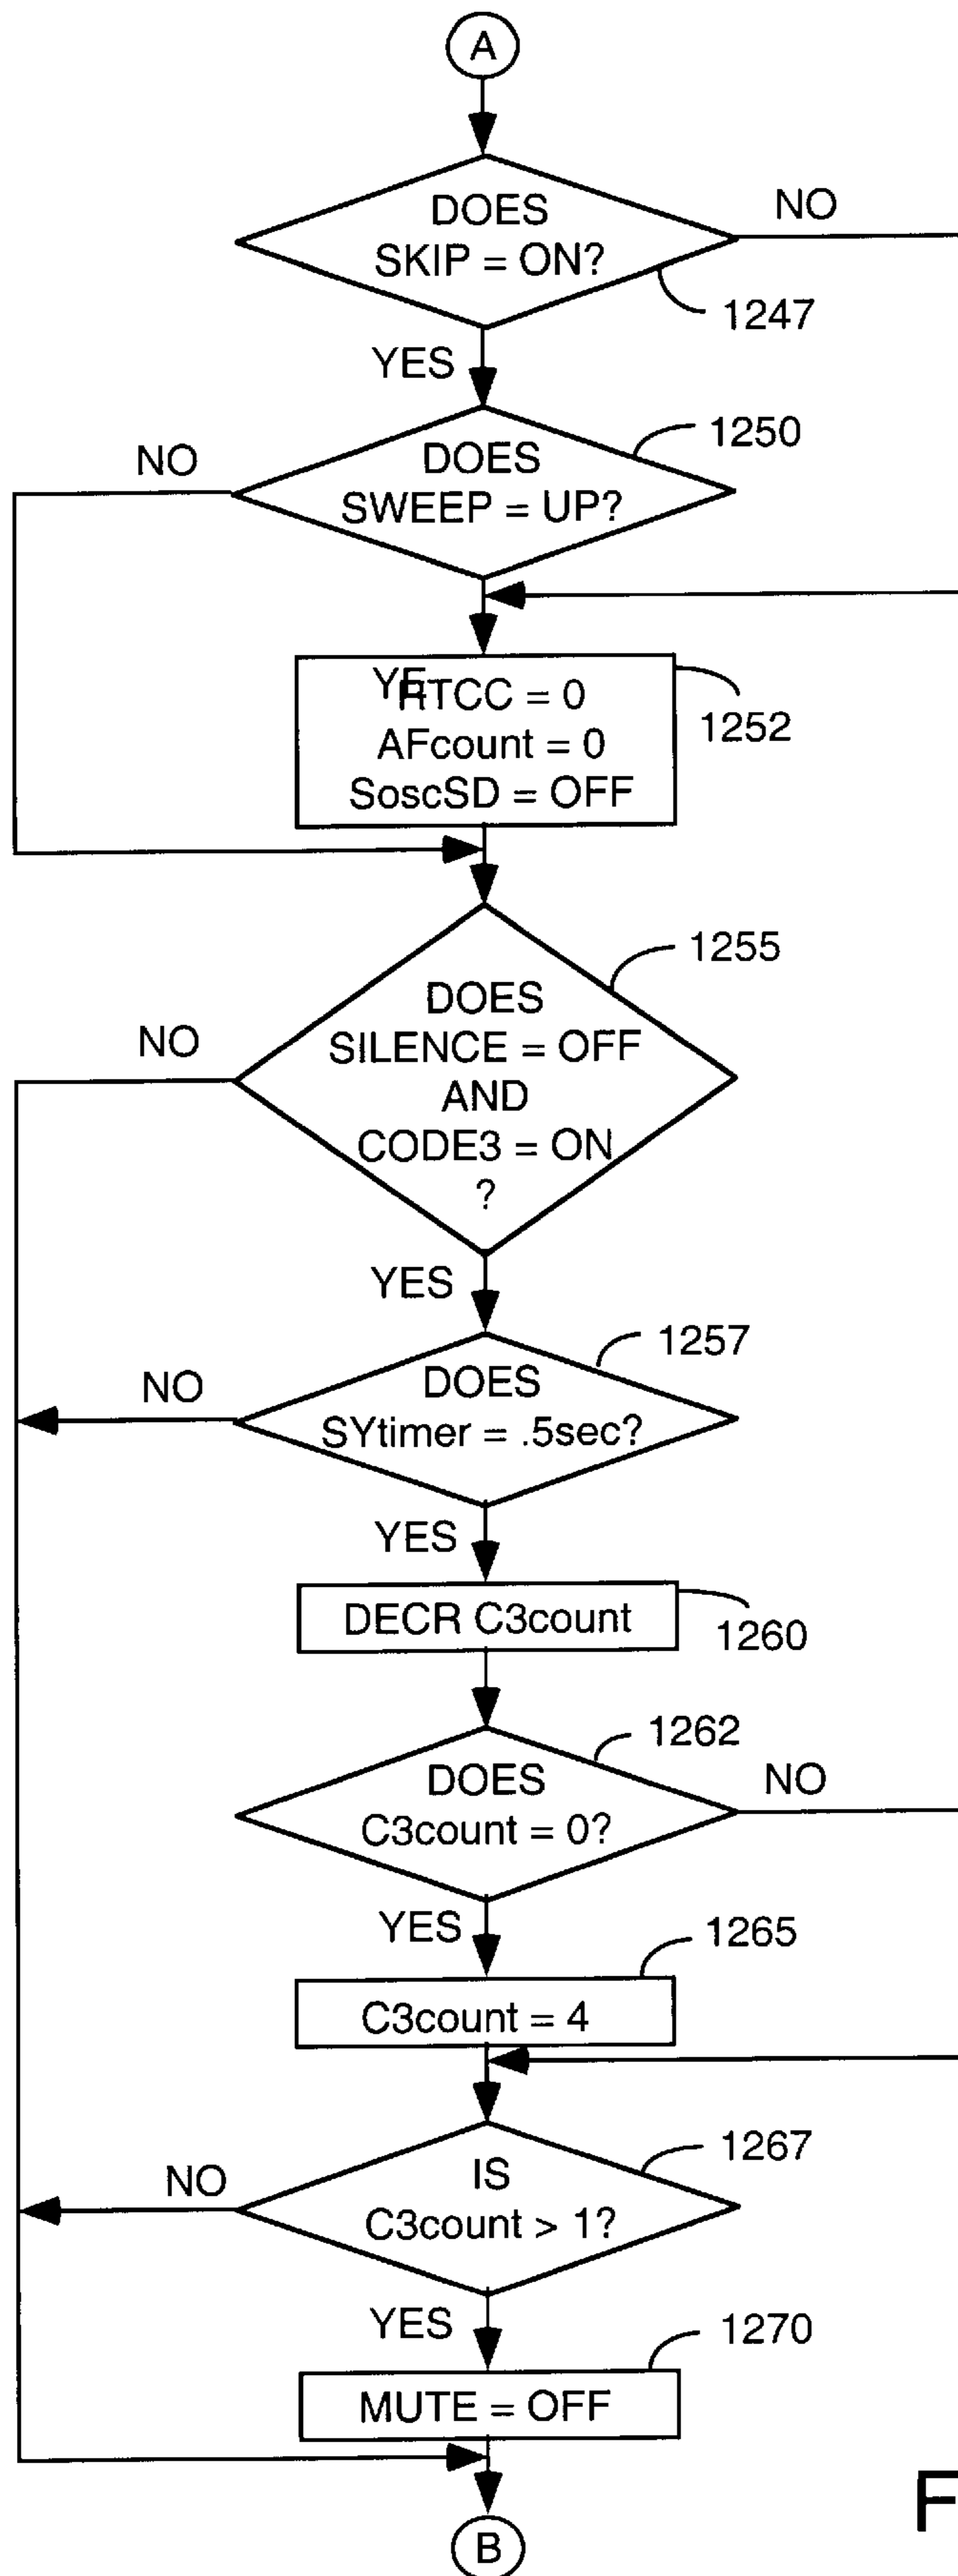 A
DOES
SKIP = ON?
NO
1247
YES
1250
NO
DOES
SWEEP = UP?
YE
RTCC = 0
AFcount = 0
SoscSD = OFF
1252
1255
DOES
SILENCE = OFF
AND
CODE3 = ON
?
NO
YES
1257
NO
DOES
SYtimer = .5sec?
YES
DECR C3count
1260
1262
DOES
C3count = 0?
NO
YES
1265
C3count = 4
1267
NO
IS
C3count > 1?
YES
1270
MUTE = OFF
F
B